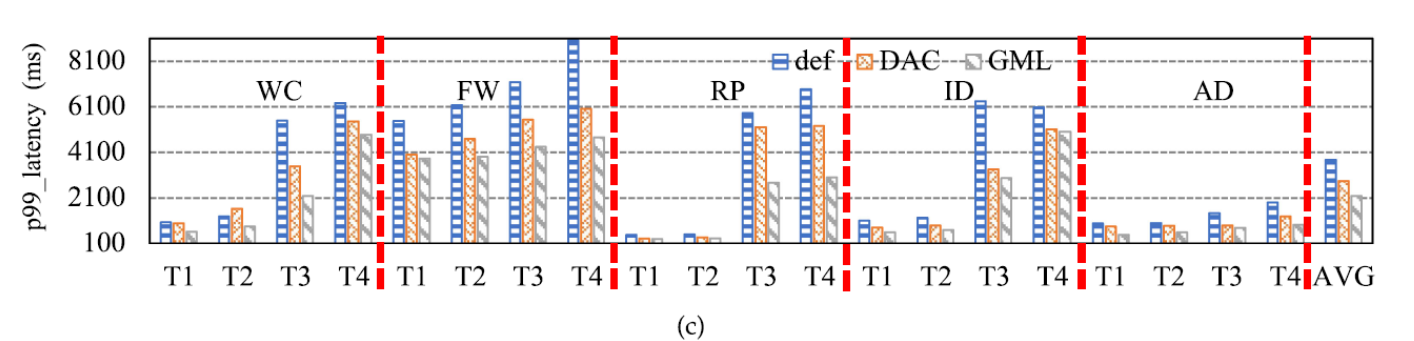 p99_latency (ms)
8100
6100
4100
2100
100
def DAC GML
WC FW RP ID AD
T1 T2 T3 T4 T1 T2 T3 T4 T1 T2 T3 T4 T1 T2 T3 T4 T1 T2 T3 T4 AVG
(c)